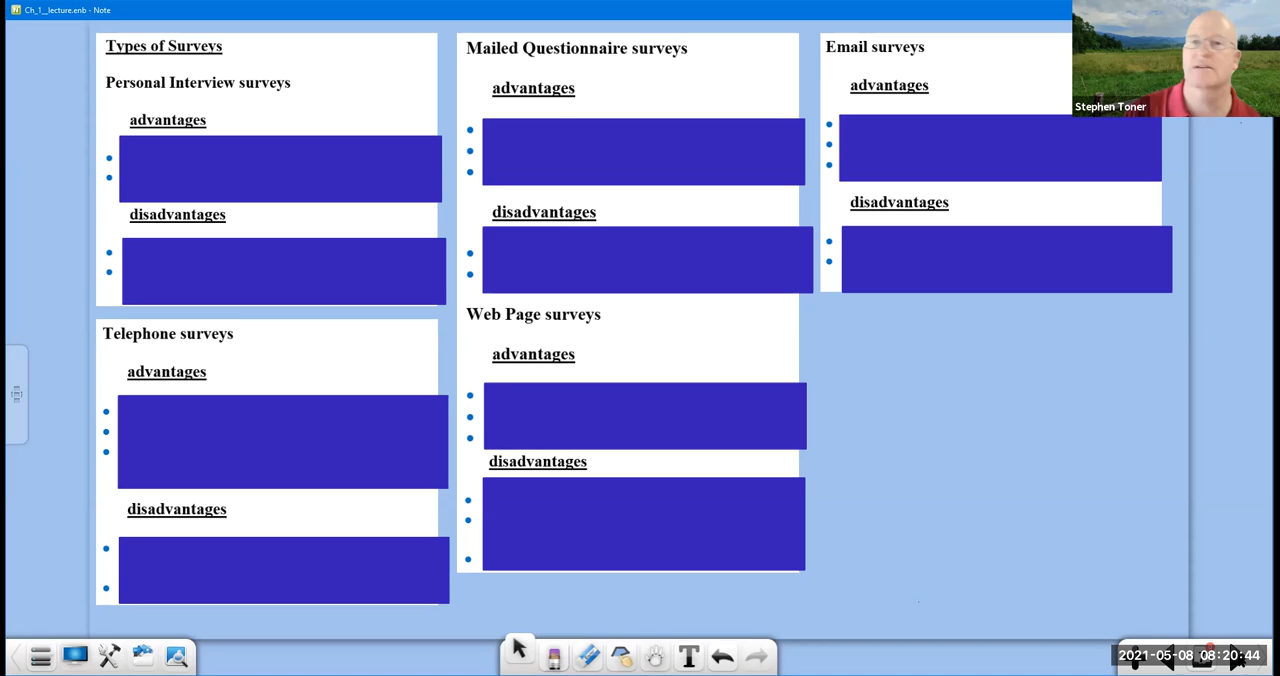 Ch_1__lecture.enb - Note
Types of Surveys
Personal Interview surveys
advantages
disadvantages
Telephone surveys
advantages
disadvantages
Mailed Questionnaire surveys
advantages
disadvantages
Web Page surveys
advantages
disadvantages
Email surveys
advantages
disadvantages
Stephen Toner
T
2021-05-08 08:20:44